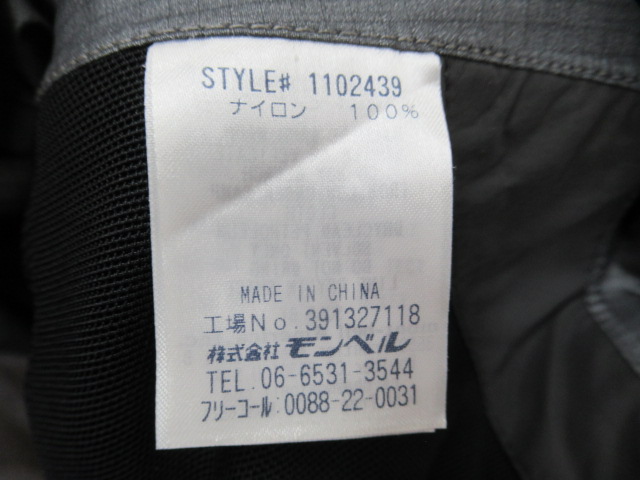 STYLE# 1102439
ナイロン 100%
MADE IN CHINA
工場No.391327118
株式会社 モンベル
TEL.06-6531-3544
フリーコール:0088-22-0031